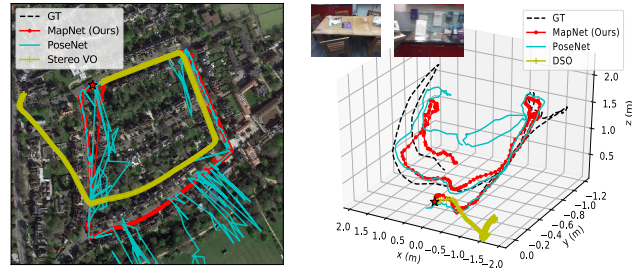 GT
MapNet (Ours)
PoseNet
Stereo VO
GT
MapNet (Ours)
PoseNet
DSO
2.0
1.5
1.0
0.5
z (m)
2.0 1.5 1.0 0.5 0.0 -0.5 -1.0 -1.5 -2.0
x (m)
0.0 -0.2 -0.4 -0.6 -0.8 -1.0 -1.2
y (m)